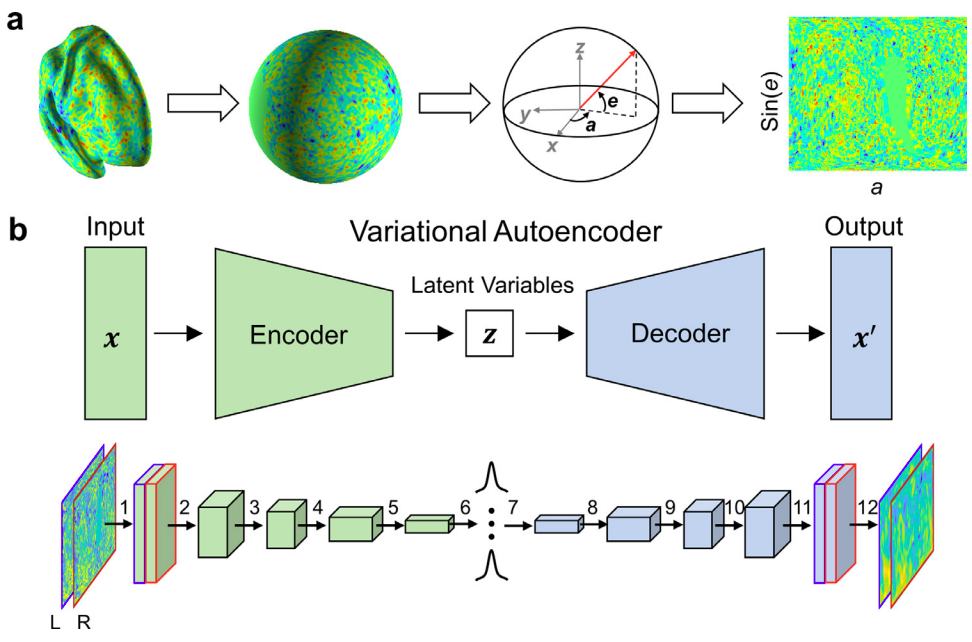 a
z
y
x
e
a
Sin(e)
a
b
Input
Variational Autoencoder
Output
Latent Variables
x
Encoder
z
Decoder
x′
1 2 3 4 5 6 7 8 9 10 11 12
L R